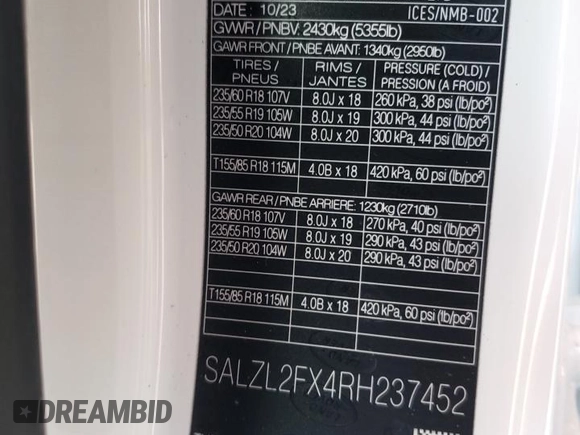 DATE: 10/23 ICES/NMB-002
GVWR / PNBV: 2430kg (5355lb)
GAWR FRONT / PNBE AVANT: 1340kg (2950lb)
TIRES / PNEUS RIMS / JANTES PRESSURE (COLD) / PRESSION (A FROID)
235/60 R18 107V 8.0J x 18 260 kPa, 38 psi (lb/po²)
235/55 R19 105W 8.0J x 19 300 kPa, 44 psi (lb/po²)
235/50 R20 104W 8.0J x 20 300 kPa, 44 psi (lb/po²)
T155/85 R18 115M 4.0B x 18 420 kPa, 60 psi (lb/po²)
GAWR REAR / PNBE ARRIERE: 1230kg (2710lb)
235/60 R18 107V 8.0J x 18 270 kPa, 40 psi (lb/po²)
235/55 R19 105W 8.0J x 19 290 kPa, 43 psi (lb/po²)
235/50 R20 104W 8.0J x 20 290 kPa, 43 psi (lb/po²)
T155/85 R18 115M 4.0B x 18 420 kPa, 60 psi (lb/po²)
SALZL2FX4RH237452
DREAMBID